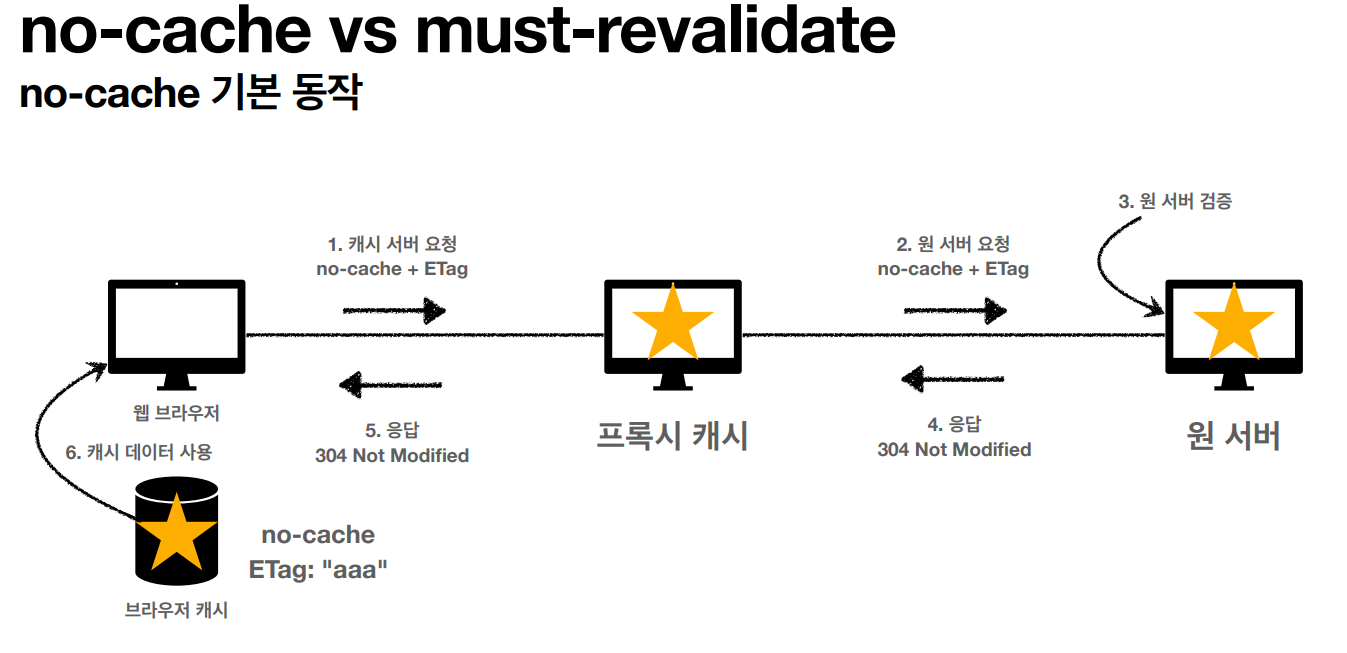 no-cache vs must-revalidate
no-cache 기본 동작
3. 원 서버 검증
1. 캐시 서버 요청
no-cache + ETag
2. 원 서버 요청
no-cache + ETag
웹 브라우저
5. 응답
304 Not Modified
프록시 캐시
4. 응답
304 Not Modified
원 서버
6. 캐시 데이터 사용
no-cache
ETag: "aaa"
브라우저 캐시